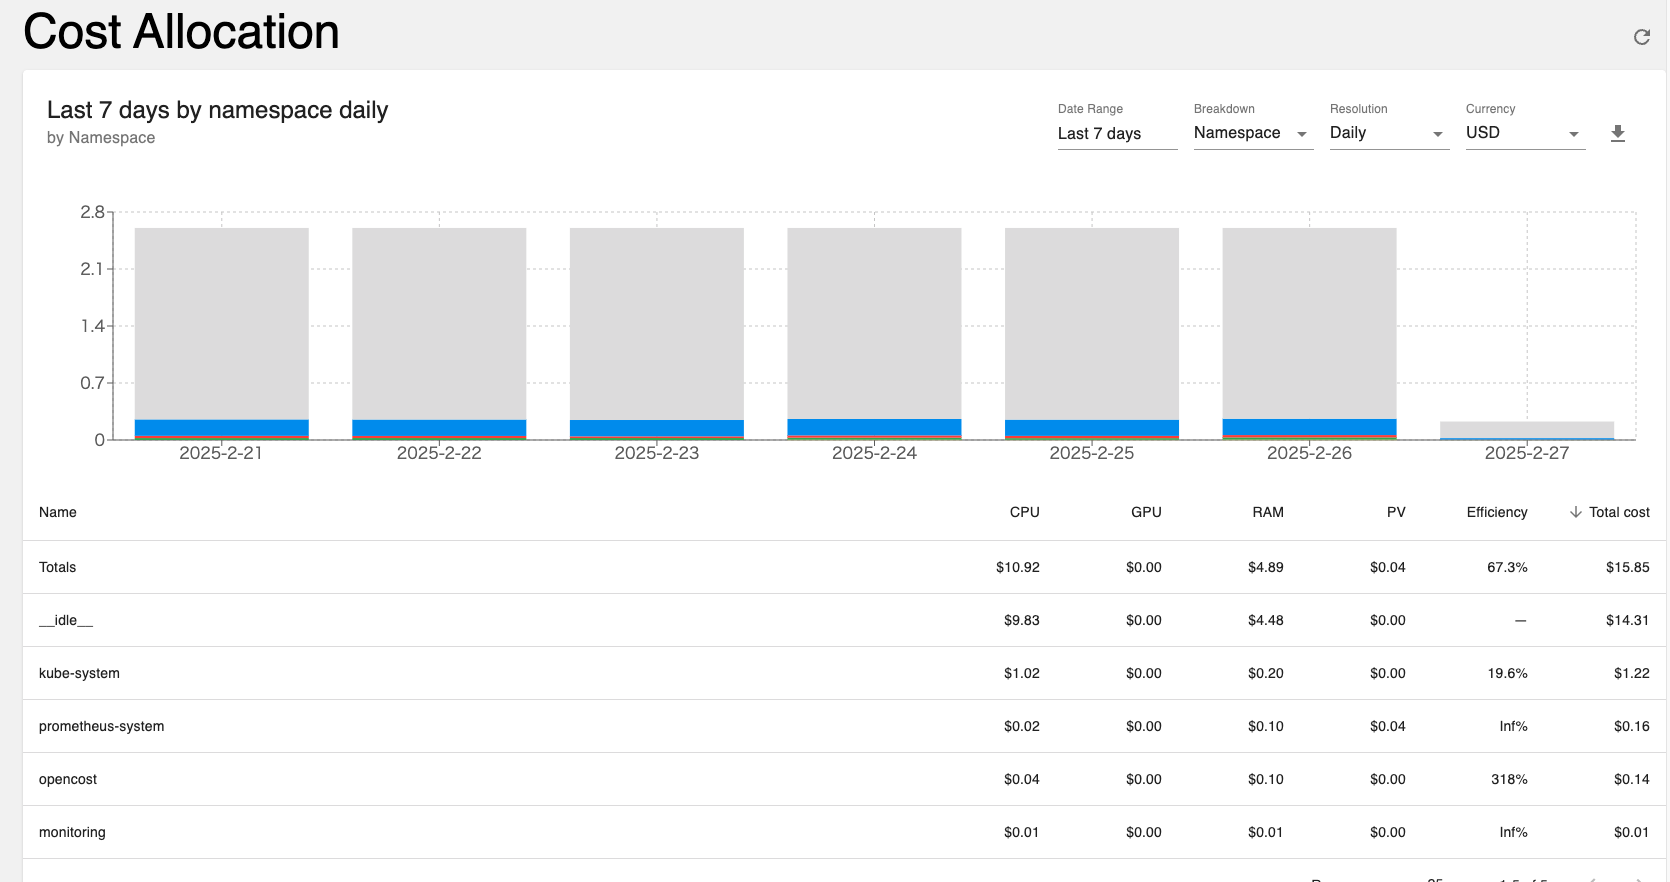 Cost Allocation
Last 7 days by namespace daily
by Namespace
Date Range Breakdown Resolution Currency
Last 7 days Namespace Daily USD
2.8
2.1
1.4
0.7
0
2025-2-21 2025-2-22 2025-2-23 2025-2-24 2025-2-25 2025-2-26 2025-2-27
Name CPU GPU RAM PV Efficiency Total cost
Totals $10.92 $0.00 $4.89 $0.04 67.3% $15.85
__idle__ $9.83 $0.00 $4.48 $0.00 — $14.31
kube-system $1.02 $0.00 $0.20 $0.00 19.6% $1.22
prometheus-system $0.02 $0.00 $0.10 $0.04 Inf% $0.16
opencost $0.04 $0.00 $0.10 $0.00 318% $0.14
monitoring $0.01 $0.00 $0.01 $0.00 Inf% $0.01